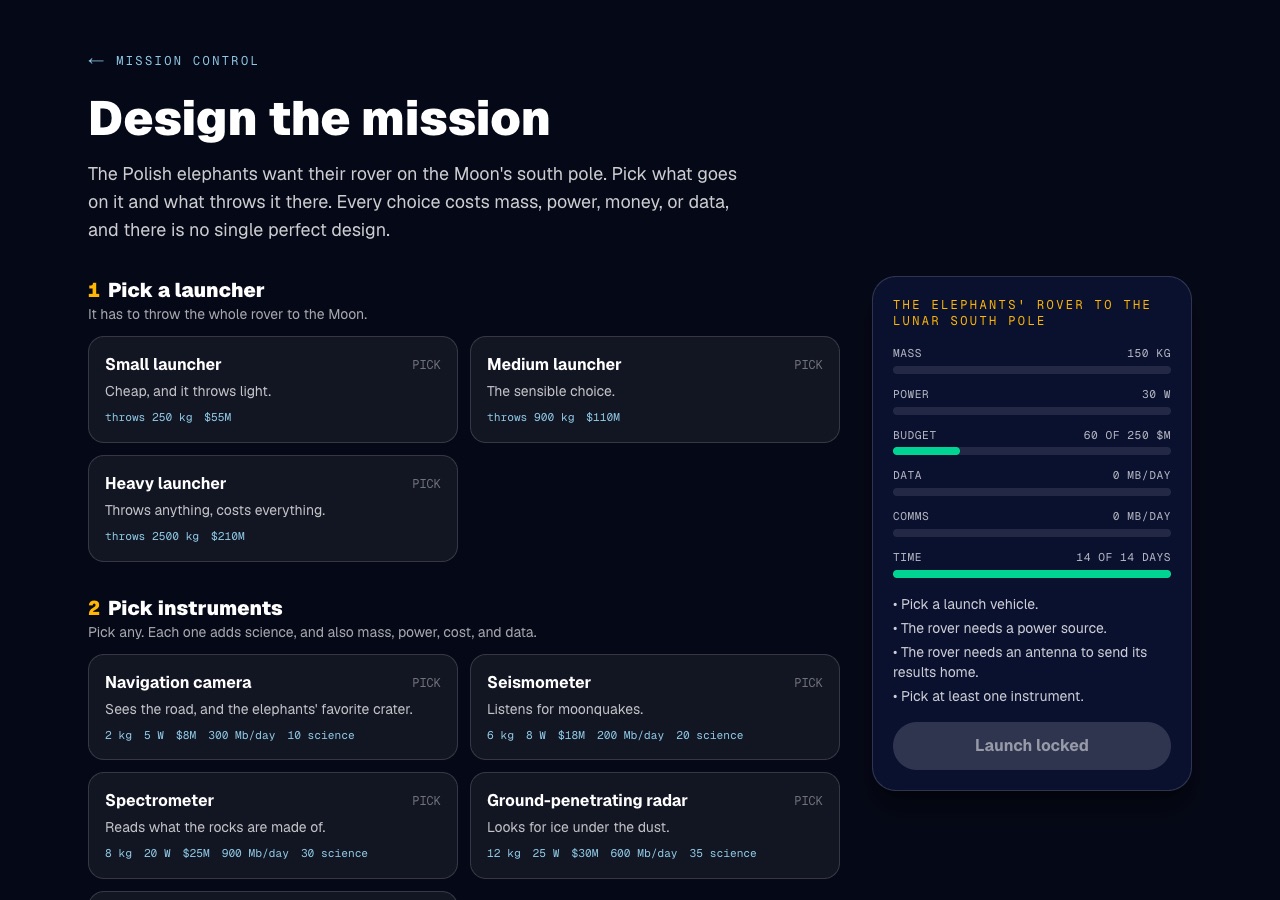 ← MISSION CONTROL
Design the mission
The Polish elephants want their rover on the Moon's south pole. Pick what goes
on it and what throws it there. Every choice costs mass, power, money, or data,
and there is no single perfect design.
1 Pick a launcher
It has to throw the whole rover to the Moon.
Small launcher PICK
Cheap, and it throws light.
throws 250 kg $55M
Medium launcher PICK
The sensible choice.
throws 900 kg $110M
Heavy launcher PICK
Throws anything, costs everything.
throws 2500 kg $210M
2 Pick instruments
Pick any. Each one adds science, and also mass, power, cost, and data.
Navigation camera PICK
Sees the road, and the elephants' favorite crater.
2 kg 5 W $8M 300 Mb/day 10 science
Seismometer PICK
Listens for moonquakes.
6 kg 8 W $18M 200 Mb/day 20 science
Spectrometer PICK
Reads what the rocks are made of.
8 kg 20 W $25M 900 Mb/day 30 science
Ground-penetrating radar PICK
Looks for ice under the dust.
12 kg 25 W $30M 600 Mb/day 35 science
THE ELEPHANTS' ROVER TO THE
LUNAR SOUTH POLE
MASS 150 KG
POWER 30 W
BUDGET 60 OF 250 $M
DATA 0 MB/DAY
COMMS 0 MB/DAY
TIME 14 OF 14 DAYS
• Pick a launch vehicle.
• The rover needs a power source.
• The rover needs an antenna to send its
results home.
• Pick at least one instrument.
Launch locked